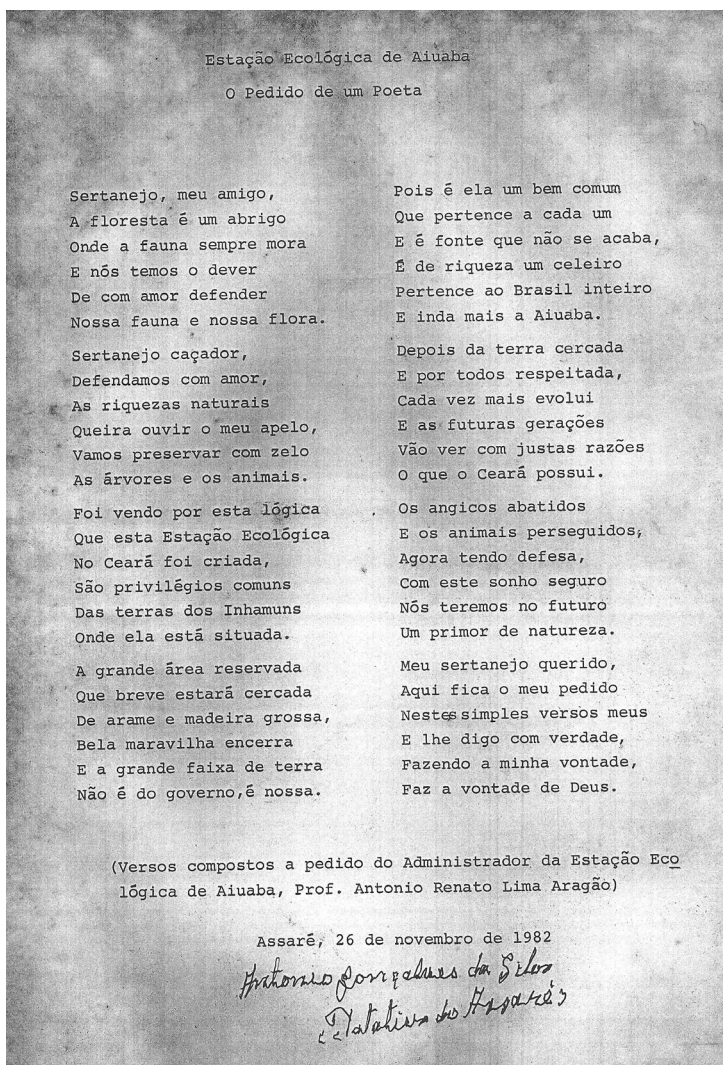 Estação Ecológica de Aiuaba
O Pedido de um Poeta
Sertanejo, meu amigo,
A floresta é um abrigo
Onde a fauna sempre mora
E nós temos o dever
De com amor defender
Nossa fauna e nossa flora.
Sertanejo caçador,
Defendamos com amor,
As riquezas naturais
Queira ouvir o meu apelo,
Vamos preservar com zelo
As árvores e os animais.
Foi vendo por esta lógica
Que esta Estação Ecológica
No Ceará foi criada,
São privilégios comuns
Das terras dos Inhamuns
Onde ela está situada.
A grande área reservada
Que breve estará cercada
De arame e madeira grossa,
Bela maravilha encerra
E a grande faixa de terra
Não é do governo,é nossa.
Pois é ela um bem comum
Que pertence a cada um
E é fonte que não se acaba,
É de riqueza um celeiro
Pertence ao Brasil inteiro
E inda mais a Aiuaba.
Depois da terra cercada
E por todos respeitada,
Cada vez mais evolui
E as futuras gerações
Vão ver com justas razões
O que o Ceará possui.
Os angicos abatidos
E os animais perseguidos,
Agora tendo defesa,
Com este sonho seguro
Nós teremos no futuro
Um primor de natureza.
Meu sertanejo querido,
Aqui fica o meu pedido
Nestes simples versos meus
E lhe digo com verdade,
Fazendo a minha vontade,
Faz a vontade de Deus.
(Versos compostos a pedido do Administrador da Estação Eco
lógica de Aiuaba, Prof. Antonio Renato Lima Aragão)
Assaré, 26 de novembro de 1982
Antonio Gonçalves da Silva
"Patativa do Assaré"